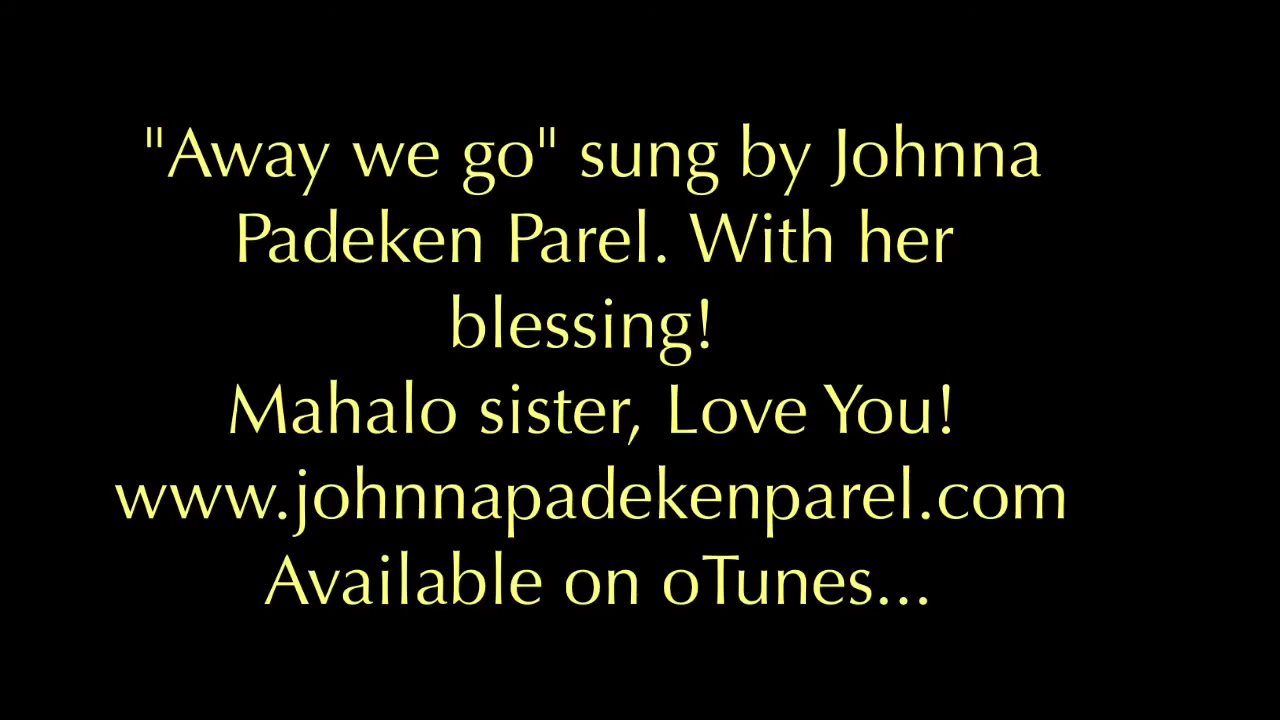 "Away we go" sung by Johnna
Padeken Parel. With her
blessing!
Mahalo sister, Love You!
www.johnnapadekenparel.com
Available on oTunes...